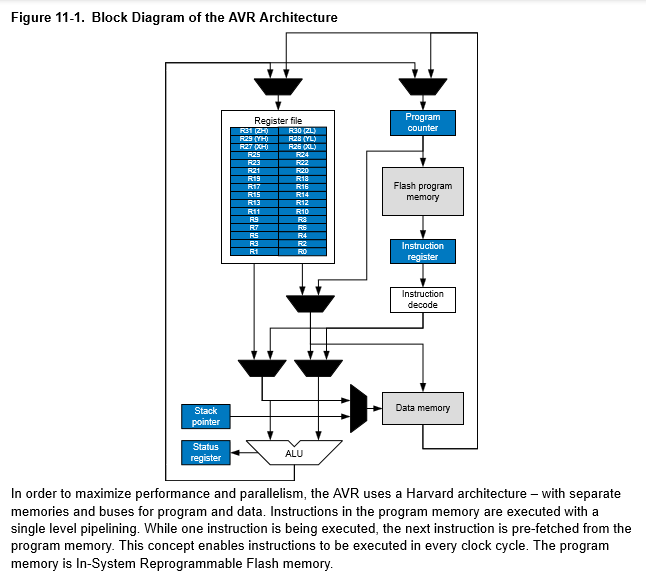 Figure 11-1. Block Diagram of the AVR Architecture
Register file
R31 (ZH) R30 (ZL)
R29 (YH) R28 (YL)
R27 (XH) R26 (XL)
R25 R24
R23 R22
R21 R20
R19 R18
R17 R16
R15 R14
R13 R12
R11 R10
R9 R8
R7 R6
R5 R4
R3 R2
R1 R0
Program
counter
Flash program
memory
Instruction
register
Instruction
decode
Data memory
Stack
pointer
Status
register
ALU
In order to maximize performance and parallelism, the AVR uses a Harvard architecture – with separate
memories and buses for program and data. Instructions in the program memory are executed with a
single level pipelining. While one instruction is being executed, the next instruction is pre-fetched from the
program memory. This concept enables instructions to be executed in every clock cycle. The program
memory is In-System Reprogrammable Flash memory.